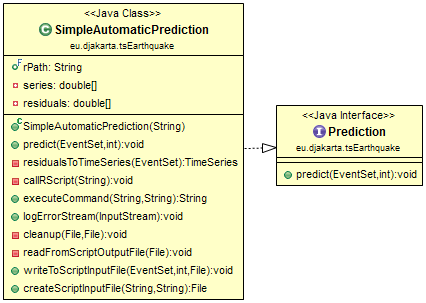 <<Java Class>>
C SimpleAutomaticPrediction
eu.djakarta.tsEarthquake
F rPath: String
series: double[]
residuals: double[]
C SimpleAutomaticPrediction(String)
predict(EventSet,int):void
residualsToTimeSeries(EventSet):TimeSeries
callRScript(String):void
executeCommand(String,String):String
logErrorStream(InputStream):void
cleanup(File,File):void
readFromScriptOutputFile(File):void
writeToScriptInputFile(EventSet,int,File):void
createScriptInputFile(String,String):File
<<Java Interface>>
I Prediction
eu.djakarta.tsEarthquake
predict(EventSet,int):void